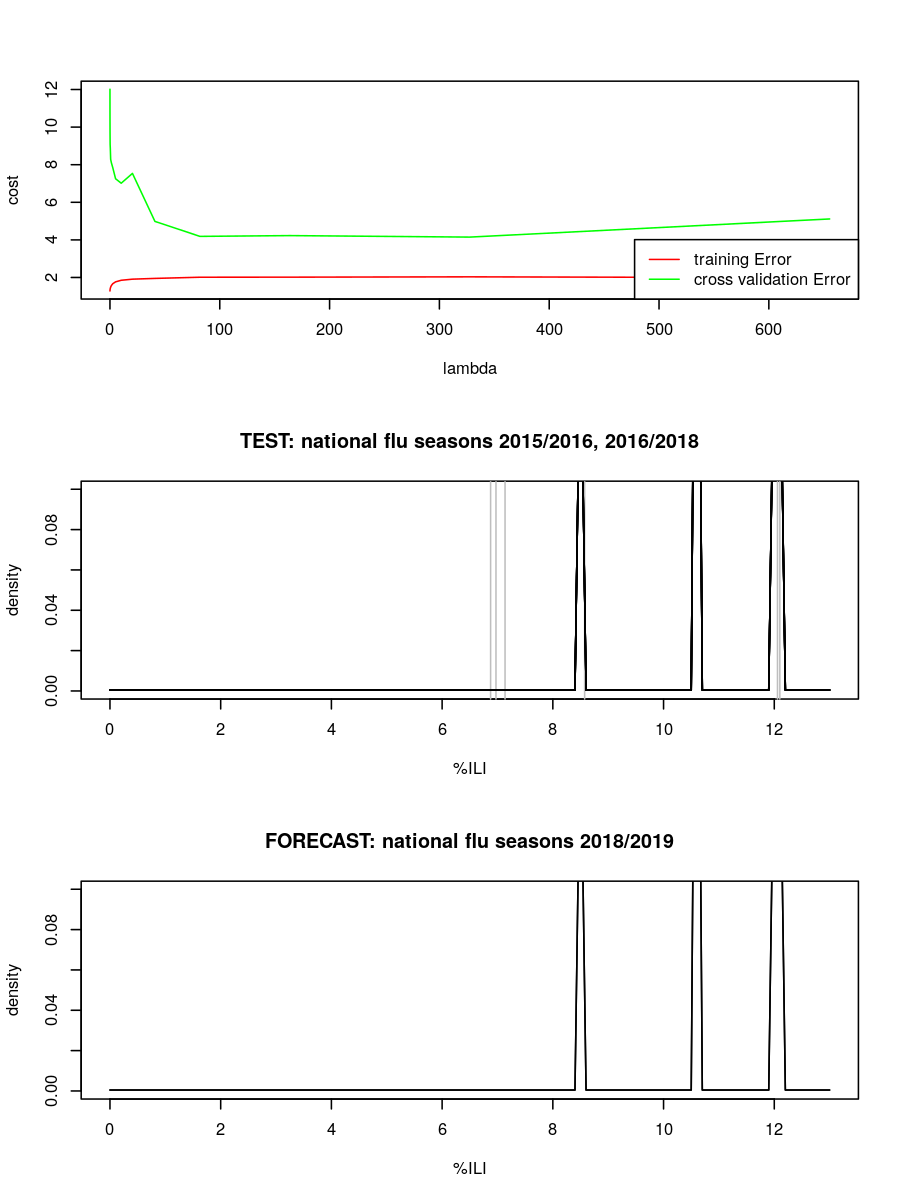 12
10
8
6
4
2
cost
training Error
cross validation Error
0 100 200 300 400 500 600
lambda
TEST: national flu seasons 2015/2016, 2016/2018
0.08
0.04
0.00
density
0 2 4 6 8 10 12
%ILI
FORECAST: national flu seasons 2018/2019
0.08
0.04
0.00
density
0 2 4 6 8 10 12
%ILI